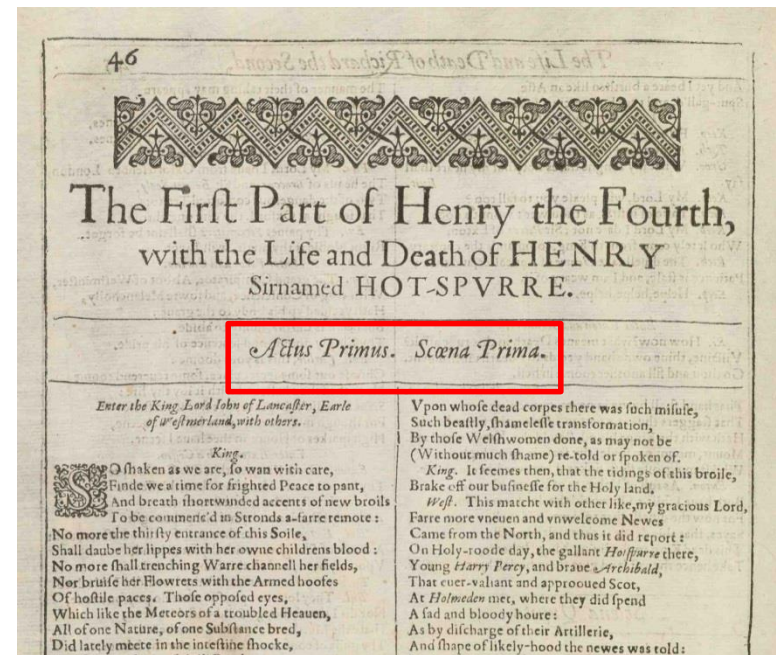 46
The Firſt Part of Henry the Fourth,
with the Life and Death of HENRY
Sirnamed HOT-SPVRRE.
Actus Primus. Scœna Prima.
Enter the King, Lord Iohn of Lancaſter, Earle
of Weſtmerland, with others.
King.
SO ſhaken as we are, ſo wan with care,
Finde we a time for frighted Peace to pant,
And breath ſhortwinded accents of new broils
To be commenc'd in Stronds a-farre remote:
No more the thirſty entrance of this Soile,
Shall daube her lippes with her owne childrens blood:
No more ſhall trenching Warre channell her fields,
Nor bruiſe her Flowrets with the Armed hoofes
Of hoſtile paces. Thoſe oppoſed eyes,
Which like the Meteors of a troubled Heauen,
All of one Nature, of one Subſtance bred,
Did lately meete in the inteſtine ſhocke,
Vpon whoſe dead corpes there was ſuch miſuſe,
Such beaſtly, ſhameleſſe transformation,
By thoſe Welſhwomen done, as may not be
(Without much ſhame) re-told or ſpoken of.
King. It ſeemes then, that the tidings of this broile,
Brake off our buſineſſe for the Holy land.
Weſt. This matcht with other like, my gracious Lord,
Farre more vneuen and vnwelcome Newes
Came from the North, and thus it did report:
On Holy-roode day, the gallant Hotſpurre there,
Young Harry Percy, and braue Archibald,
That euer-valiant and approoued Scot,
At Holmeden met, where they did ſpend
A ſad and bloody houre:
As by diſcharge of their Artillerie,
And ſhape of likely-hood the newes was told: